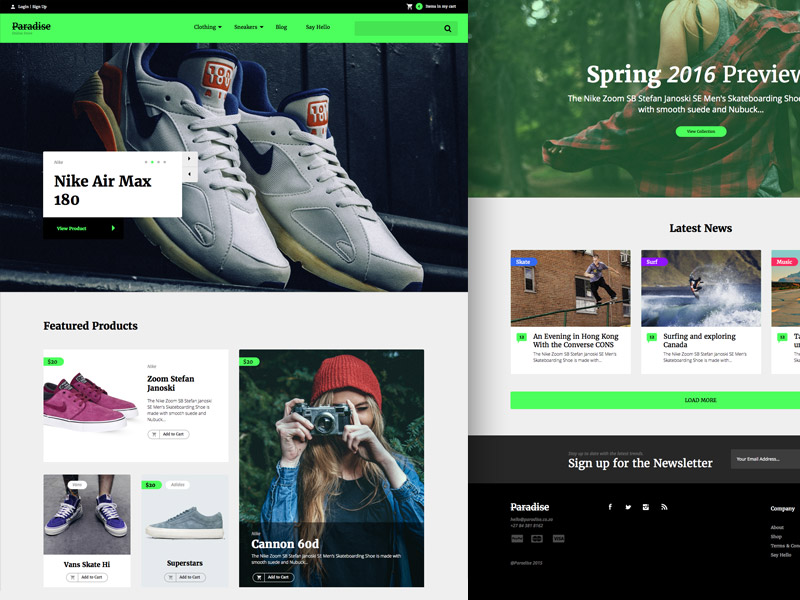 Login / Sign Up
0 Items in my cart
Paradise
Clothing
Sneakers
Blog
Say Hello
180
180
Nike
Nike Air Max
180
View Product
Featured Products
$20
Nike
Zoom Stefan
Janoski
The Nike Zoom SB Stefan Janoski
SE Men's Skateboarding Shoe is
made with smooth suede and
Nubuck...
Add to Cart
$20
Nike
Cannon 60d
The Nike Zoom SB Stefan Janoski SE Men's Skateboarding Shoe is made with
smooth suede and Nubuck...
Add to Cart
Vans Skate Hi
Add to Cart
$20
Adidas
Superstars
Add to Cart
Spring 2016 Preview
The Nike Zoom SB Stefan Janoski SE Men's Skateboarding Shoe
with smooth suede and Nubuck...
View Collection
Latest News
Skate
An Evening in Hong Kong
With the Converse CONS
The Nike Zoom SB Stefan Janoski SE Men's
Skateboarding Shoe is made with...
Surf
Surfing and exploring
Canada
The Nike Zoom SB Stefan Janoski SE Men's
Skateboarding Shoe is made with...
Music
LOAD MORE
Stay up to date with the latest trends
Sign up for the Newsletter
Your Email Address...
Paradise
hello@paradise.co.za
+27 84 581 8162
@Paradise 2015
Company
About
Shop
Terms & Con
Say Hello